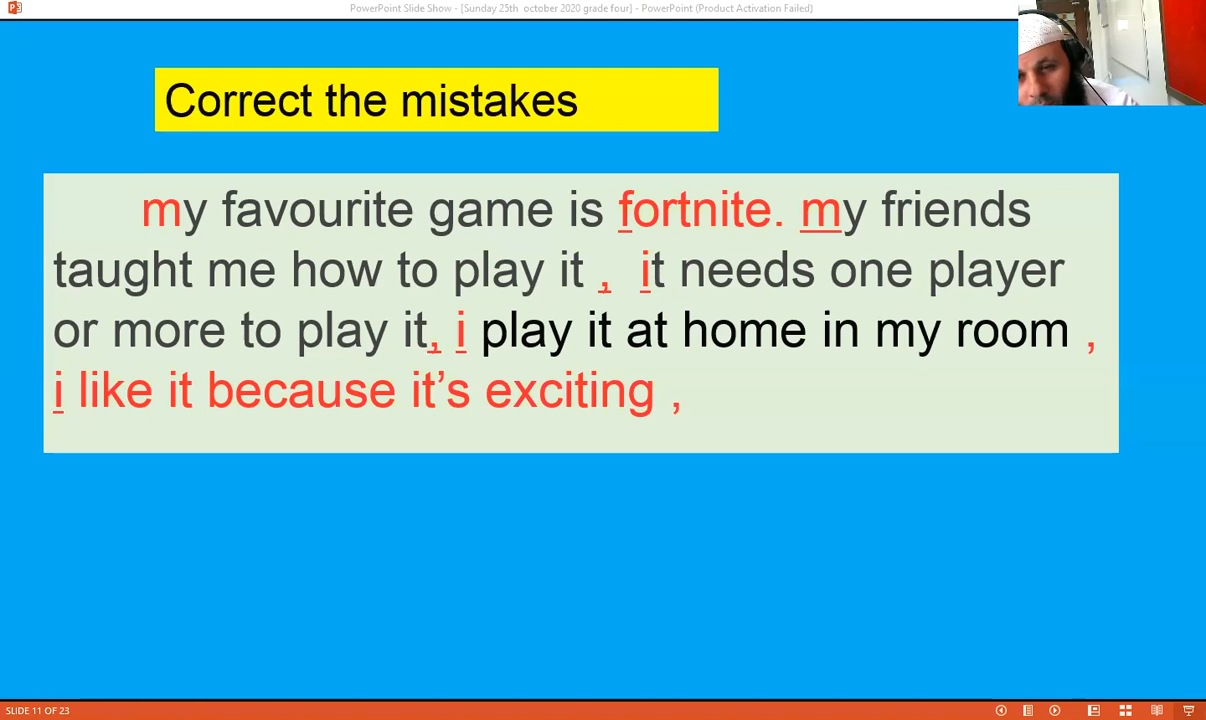 PowerPoint Slide Show - [Sunday 25th  october 2020 grade four] - PowerPoint (Product Activation Failed)
Correct the mistakes
my favourite game is fortnite. my friends
taught me how to play it ,  it needs one player
or more to play it, i play it at home in my room ,
i like it because it’s exciting ,
SLIDE 11 OF 23